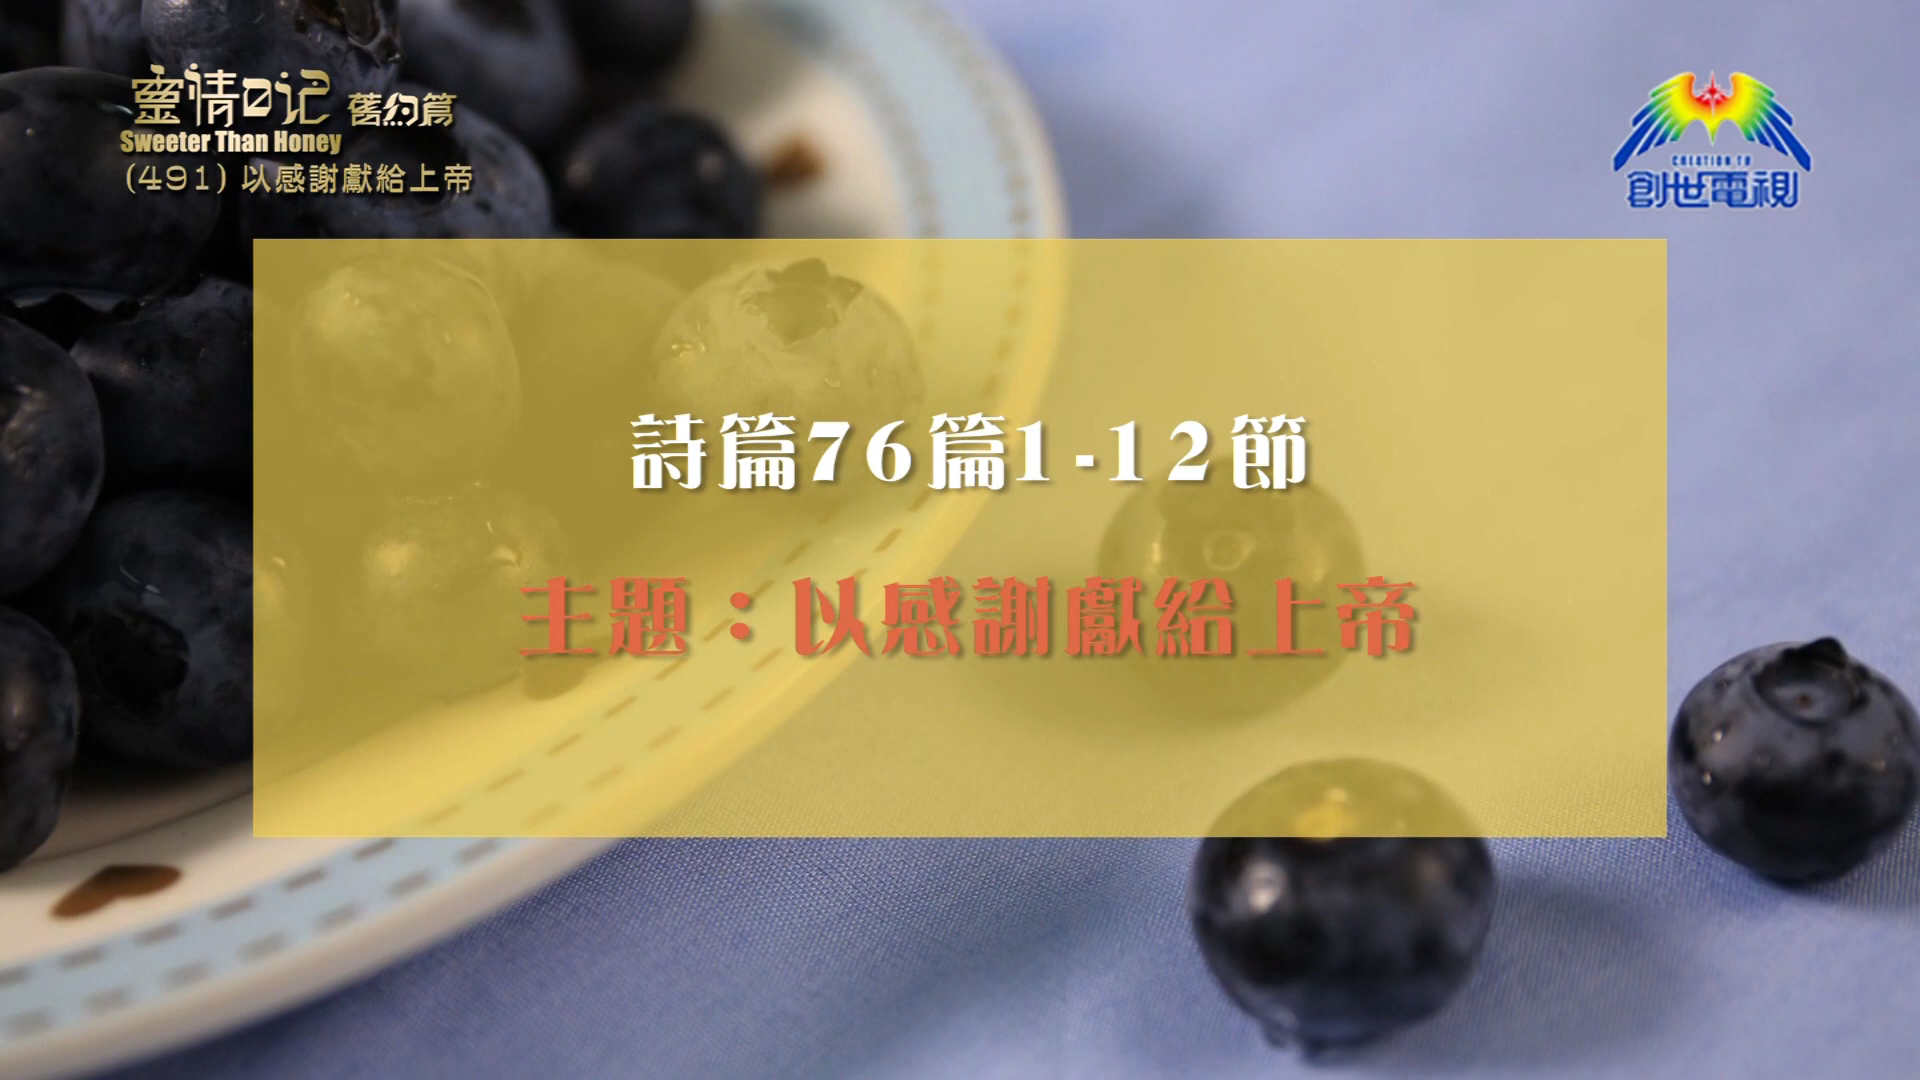 靈情日记 舊約篇
Sweeter Than Honey
(491) 以感謝獻給上帝
CREATION TV
創世電視
詩篇76篇1-12節
主題：以感謝獻給上帝